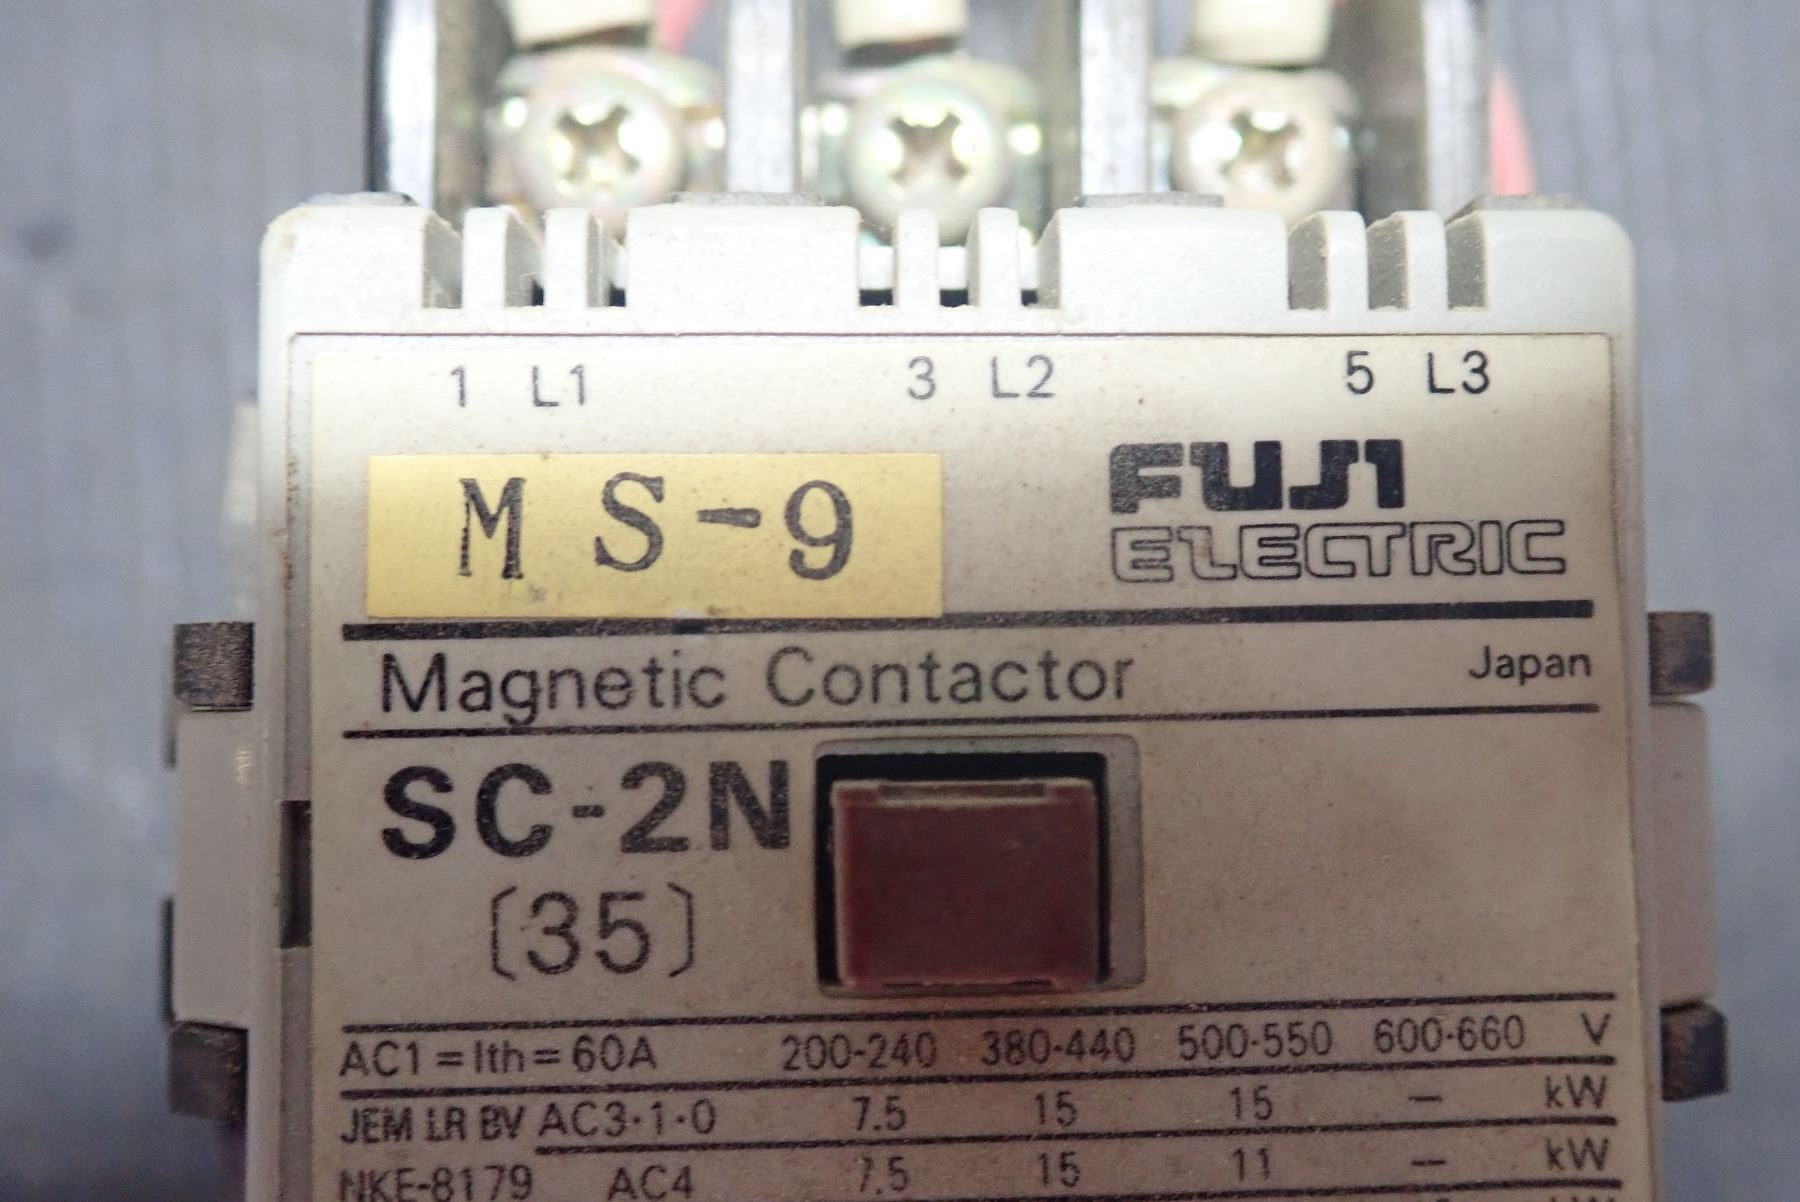 1 L1 3 L2 5 L3
MS-9
FUJI
ELECTRIC
Magnetic Contactor Japan
SC-2N
(35)
AC1=Ith=60A 200-240 380-440 500-550 600-660 V
JEM LR BV AC3·1·0 7.5 15 15 — kW
NKE-8179 AC4 7.5 15 11 — kW